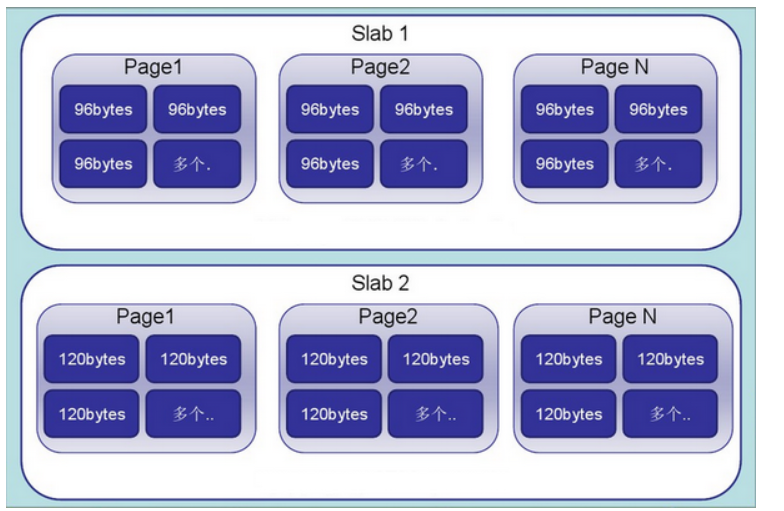 Slab 1
Page1
Page2
Page N
96bytes 96bytes
96bytes 多个.
96bytes 96bytes
96bytes 多个.
96bytes 96bytes
96bytes 多个.
Slab 2
Page1
Page2
Page N
120bytes 120bytes
120bytes 多个..
120bytes 120bytes
120bytes 多个..
120bytes 120bytes
120bytes 多个..